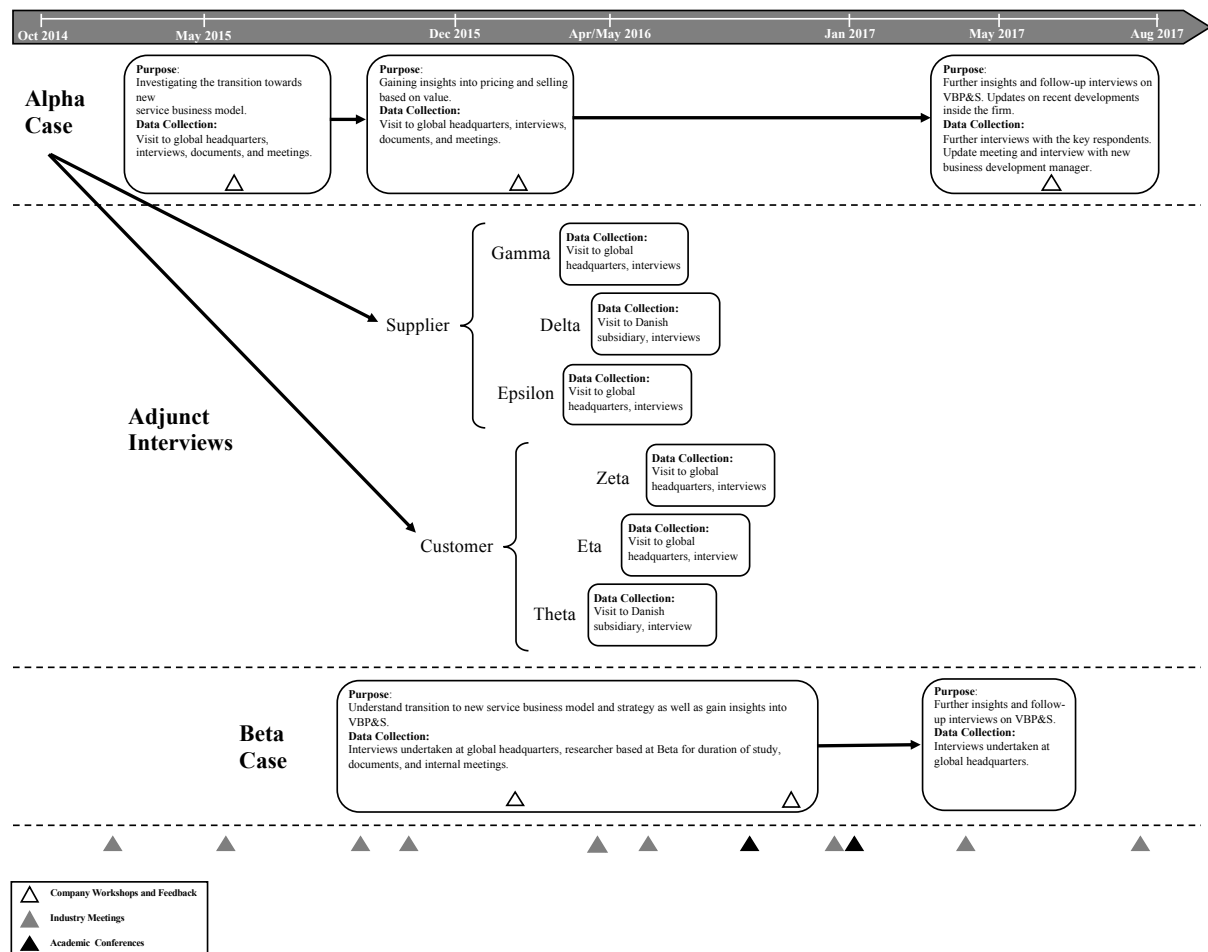 Oct 2014
May 2015
Dec 2015
Apr/May 2016
Jan 2017
May 2017
Aug 2017
Alpha
Case
Purpose:
Investigating the transition towards
new
service business model.
Data Collection:
Visit to global headquarters,
interviews, documents, and meetings.
Purpose:
Gaining insights into pricing and selling
based on value.
Data Collection:
Visit to global headquarters, interviews,
documents, and meetings.
Purpose:
Further insights and follow-up interviews on
VBP&S. Updates on recent developments
inside the firm.
Data Collection:
Further interviews with the key respondents.
Update meeting and interview with new
business development manager.
Adjunct
Interviews
Supplier
Gamma
Data Collection:
Visit to global
headquarters, interviews
Delta
Data Collection:
Visit to Danish
subsidiary, interviews
Epsilon
Data Collection:
Visit to global
headquarters, interviews
Customer
Zeta
Data Collection:
Visit to global
headquarters, interviews
Eta
Data Collection:
Visit to global
headquarters, interview
Theta
Data Collection:
Visit to Danish
subsidiary, interview
Beta
Case
Purpose:
Understand transition to new service business model and strategy as well as gain insights into
VBP&S.
Data Collection:
Interviews undertaken at global headquarters, researcher based at Beta for duration of study,
documents, and internal meetings.
Purpose:
Further insights and follow-
up interviews on VBP&S.
Data Collection:
Interviews undertaken at
global headquarters.
Company Workshops and Feedback
Industry Meetings
Academic Conferences